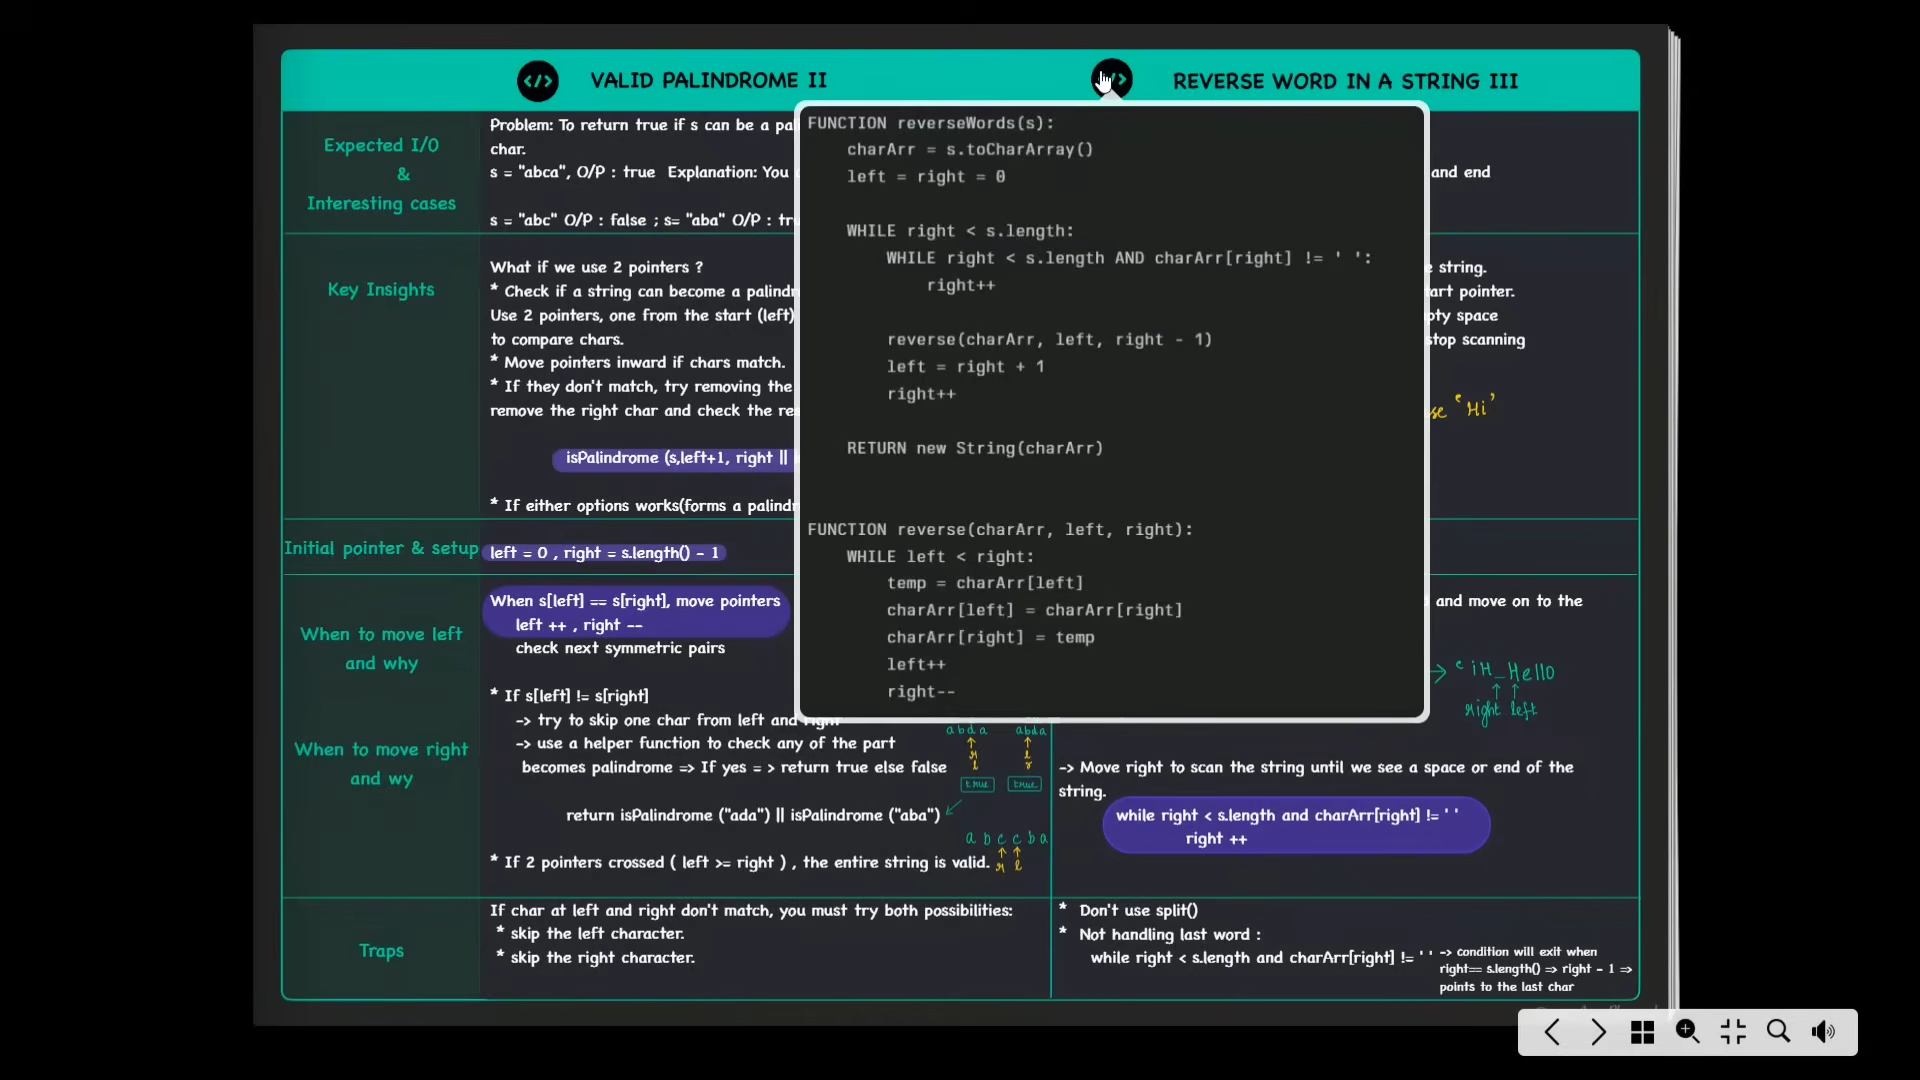 </> VALID PALINDROME II
</> REVERSE WORD IN A STRING III
Expected I/O
&
Interesting cases
Problem: To return true if s can be a
char.
s = "abca", O/P : true Explanation: You
s = "abc" O/P : false ; s= "aba" O/P :
Key Insights
What if we use 2 pointers ?
* Check if a string can become a
Use 2 pointers, one from the start (left)
to compare chars.
* Move pointers inward if chars match.
* If they don't match, try removing the
remove the right char and check the
isPalindrome (s,left+1, right ||
* If either options works(forms a
Initial pointer & setup
left = 0 , right = s.length() - 1
When to move left
and why
When to move right
and wy
When s[left] == s[right], move pointers
left ++ , right --
check next symmetric pairs
* If s[left] != s[right]
-> try to skip one char from left and right
-> use a helper function to check any of the part
becomes palindrome => If yes = > return true else false
return isPalindrome ("ada") || isPalindrome ("aba")
* If 2 pointers crossed ( left >= right ) , the entire string is valid.
abda abda
true true
abccba
Traps
If char at left and right don't match, you must try both possibilities:
* skip the left character.
* skip the right character.
FUNCTION reverseWords(s):
charArr = s.toCharArray()
left = right = 0
WHILE right < s.length:
WHILE right < s.length AND charArr[right] != ' ':
right++
reverse(charArr, left, right - 1)
left = right + 1
right++
RETURN new String(charArr)
FUNCTION reverse(charArr, left, right):
WHILE left < right:
temp = charArr[left]
charArr[left] = charArr[right]
charArr[right] = temp
left++
right--
and end
string.
pointer.
space
stop scanning
'Hi'
and move on to the
iH_Hello
right left
-> Move right to scan the string until we see a space or end of the
string.
while right < s.length and charArr[right] != ' '
right ++
* Don't use split()
* Not handling last word :
while right < s.length and charArr[right] != ' '
-> condition will exit when
right== s.length() => right - 1 =>
points to the last char